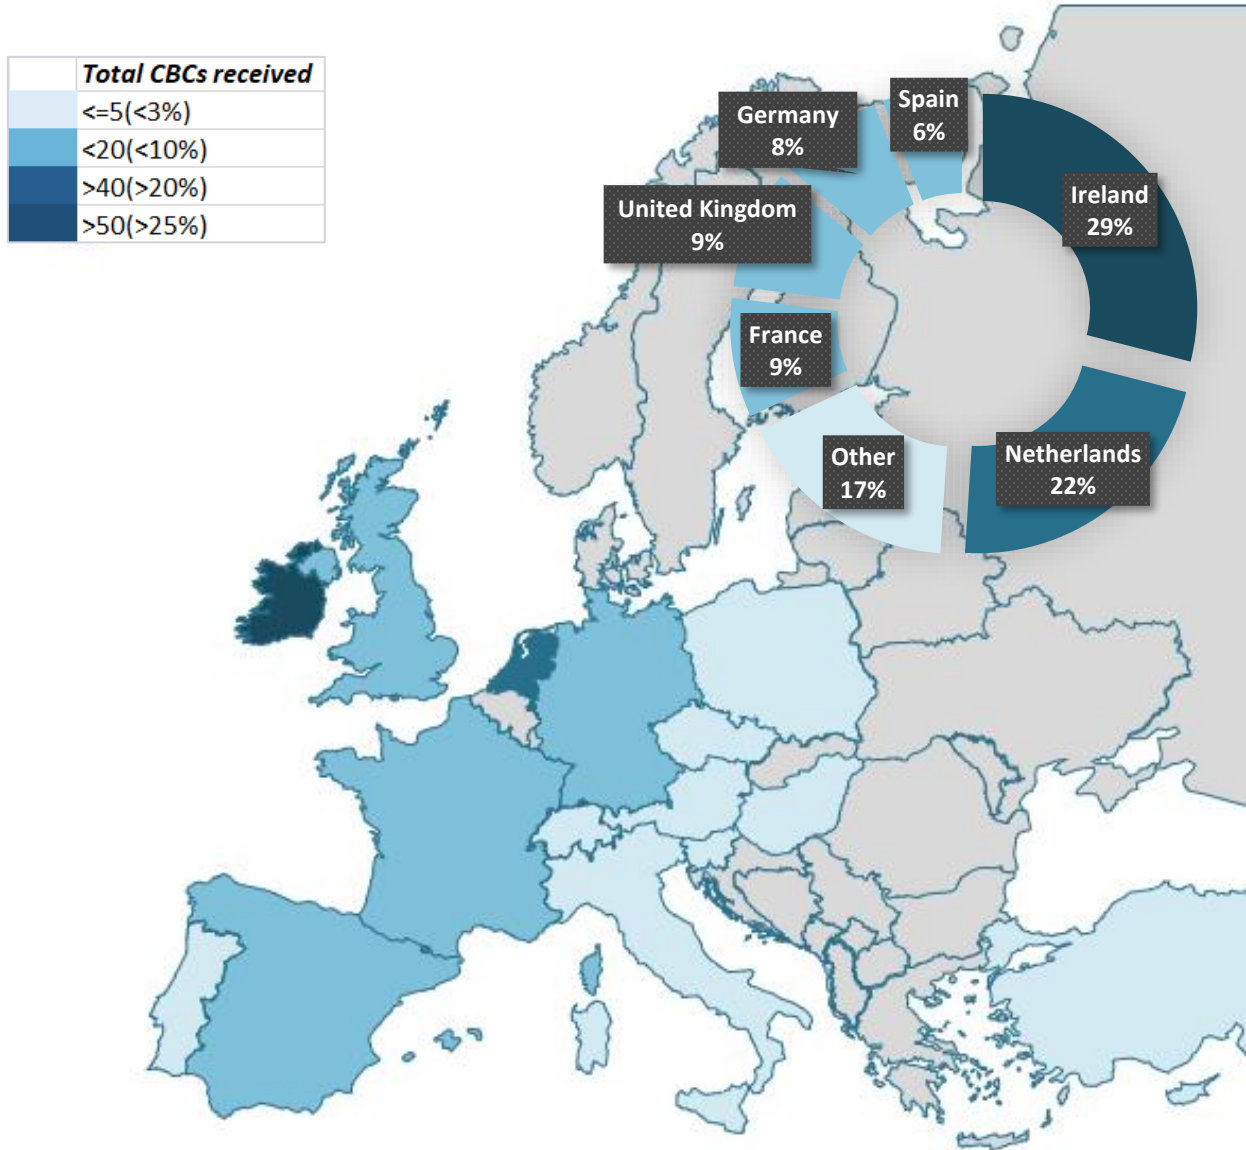 Total CBCs received
<=5(<3%)
<20(<10%)
>40(>20%)
>50(>25%)
Spain
6%
Germany
8%
Ireland
29%
United Kingdom
9%
France
9%
Other
17%
Netherlands
22%